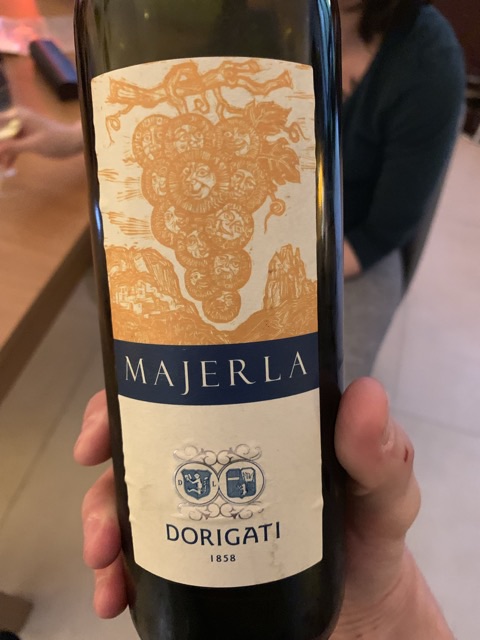 MAJERLA
D L
DORIGATI
1858